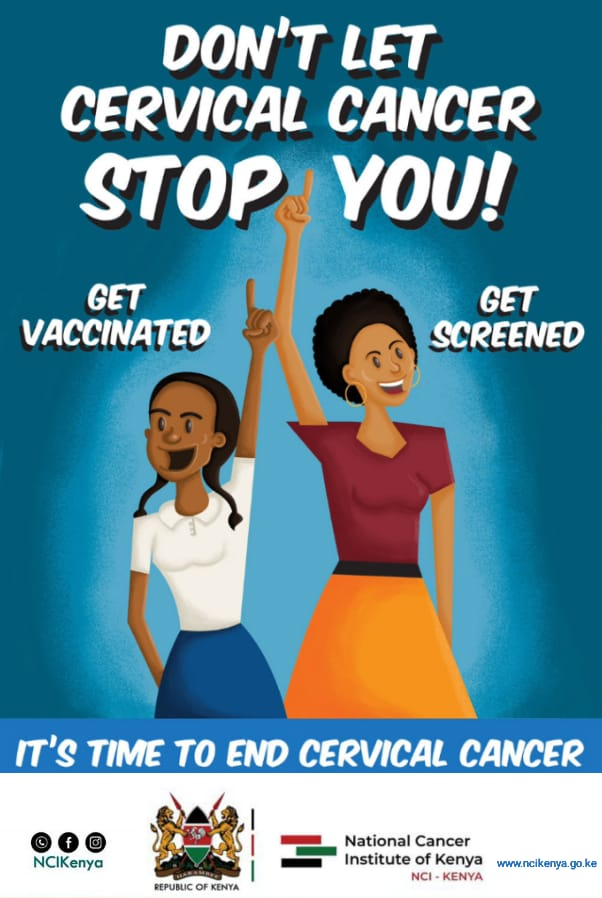 DON'T LET
CERVICAL CANCER
STOP YOU!
GET
VACCINATED
GET
SCREENED
IT'S TIME TO END CERVICAL CANCER
NCIKenya
HARAMBEE
REPUBLIC OF KENYA
National Cancer
Institute of Kenya
NCI - KENYA
www.ncikenya.go.ke